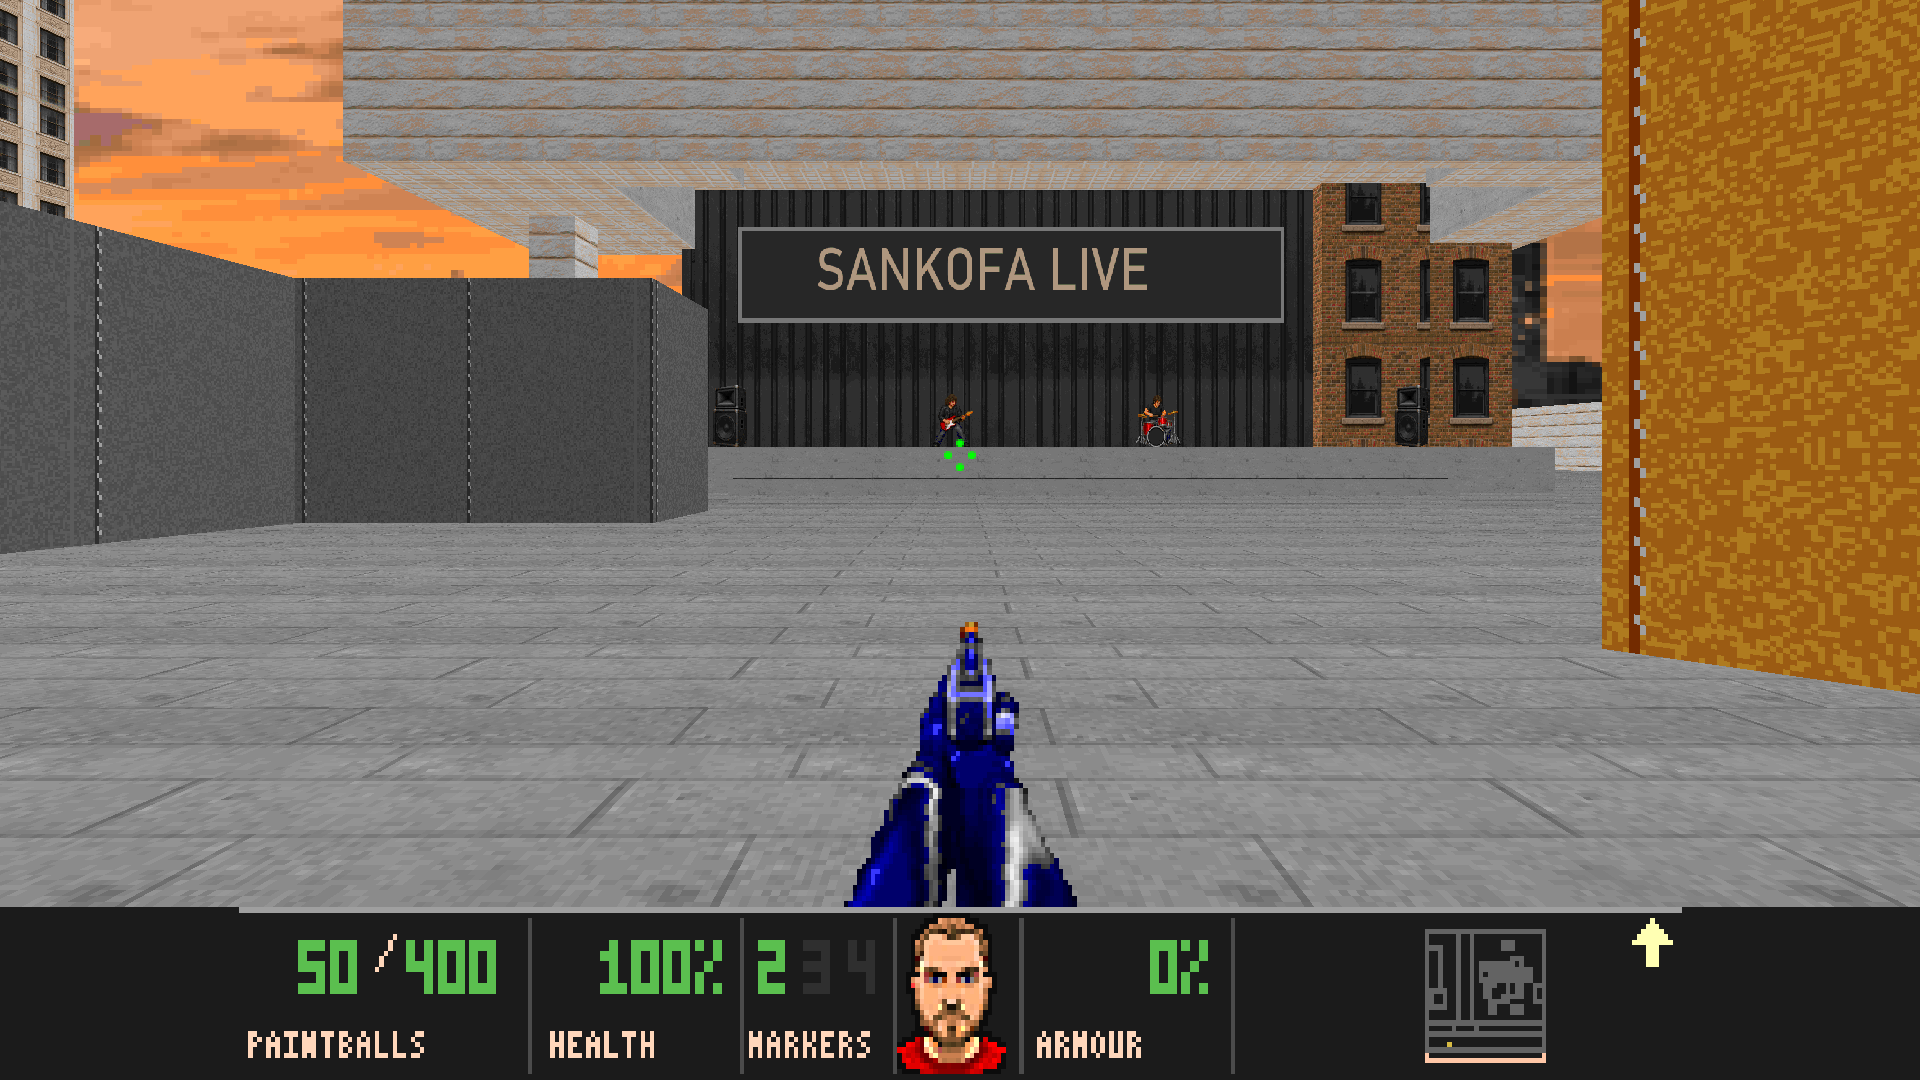 SANKOFA LIVE
50/400
100%
2 3 4
0%
PAINTBALLS
HEALTH
MARKERS
ARMOUR